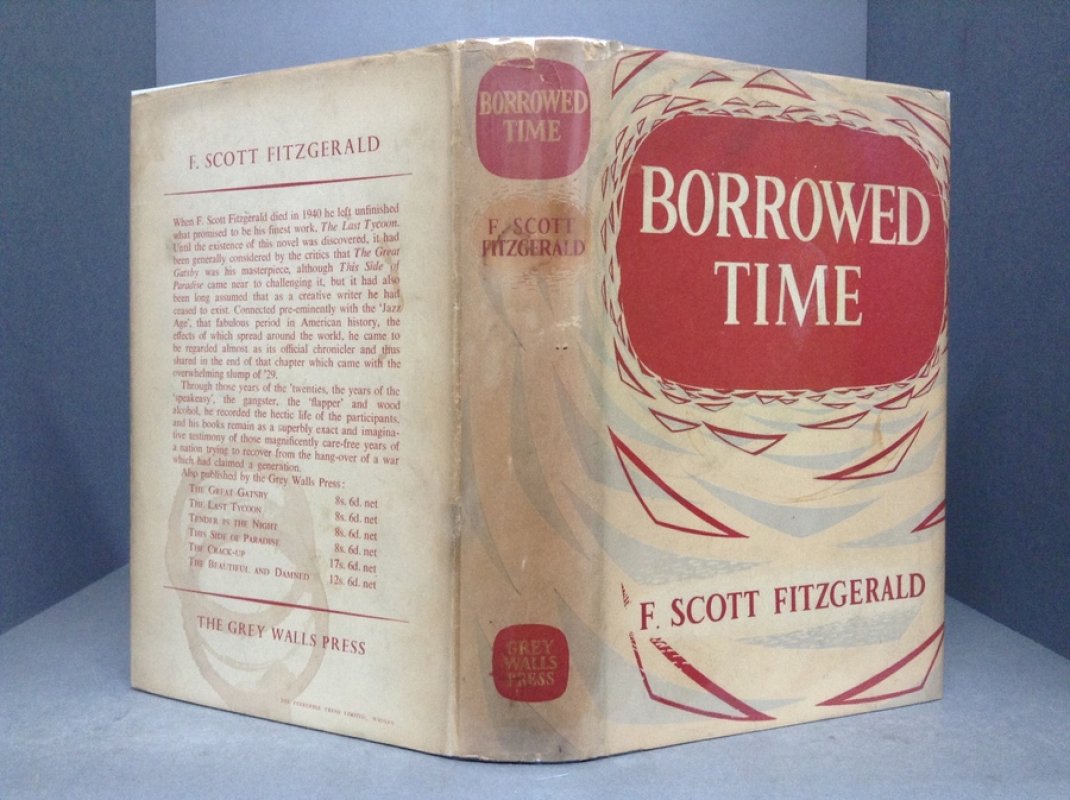 F. SCOTT FITZGERALD
When F. Scott Fitzgerald died in 1940 he left unfinished
what promised to be his finest work, The Last Tycoon.
Until the existence of this novel was discovered, it had
been generally considered by the critics that The Great
Gatsby was his masterpiece, although This Side of
Paradise came near to challenging it, but it had also
been long assumed that as a creative writer he had
ceased to exist. Connected pre-eminently with the 'Jazz
Age', that fabulous period in American history, the
effects of which spread around the world, he came to
be regarded almost as its official chronicler and thus
shared in the end of that chapter which came with the
overwhelming slump of '29.
Through those years of the 'twenties, the years of the
'speakeasy', the gangster, the 'flapper' and wood
alcohol, he recorded the hectic life of the participants,
and his books remain as a superbly exact and imagina-
tive testimony of those magnificently care-free years of
a nation trying to recover from the hang-over of a war
which had claimed a generation.
Also published by the Grey Walls Press:
THE GREAT GATSBY 8s. 6d. net
THE LAST TYCOON 8s. 6d. net
TENDER IS THE NIGHT 8s. 6d. net
THIS SIDE OF PARADISE 8s. 6d. net
THE CRACK-UP 17s. 6d. net
THE BEAUTIFUL AND DAMNED 12s. 6d. net
THE GREY WALLS PRESS
BORROWED
TIME
F. SCOTT
FITZGERALD
GREY
WALLS
PRESS
BORROWED
TIME
F. SCOTT FITZGERALD